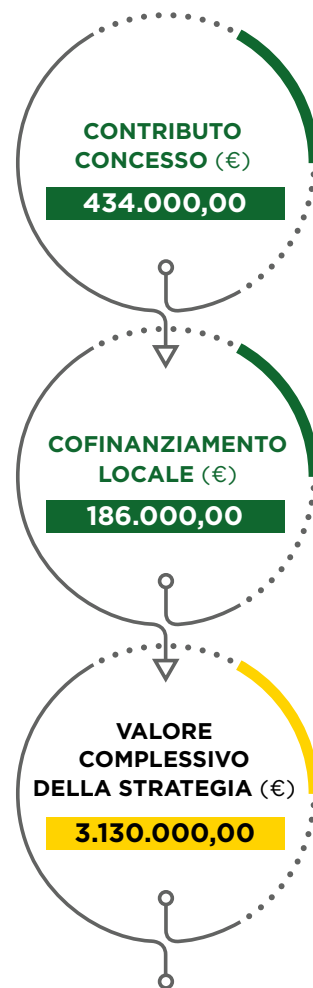 CONTRIBUTO
CONCESSO (€)
434.000,00
COFINANZIAMENTO
LOCALE (€)
186.000,00
VALORE
COMPLESSIVO
DELLA STRATEGIA (€)
3.130.000,00